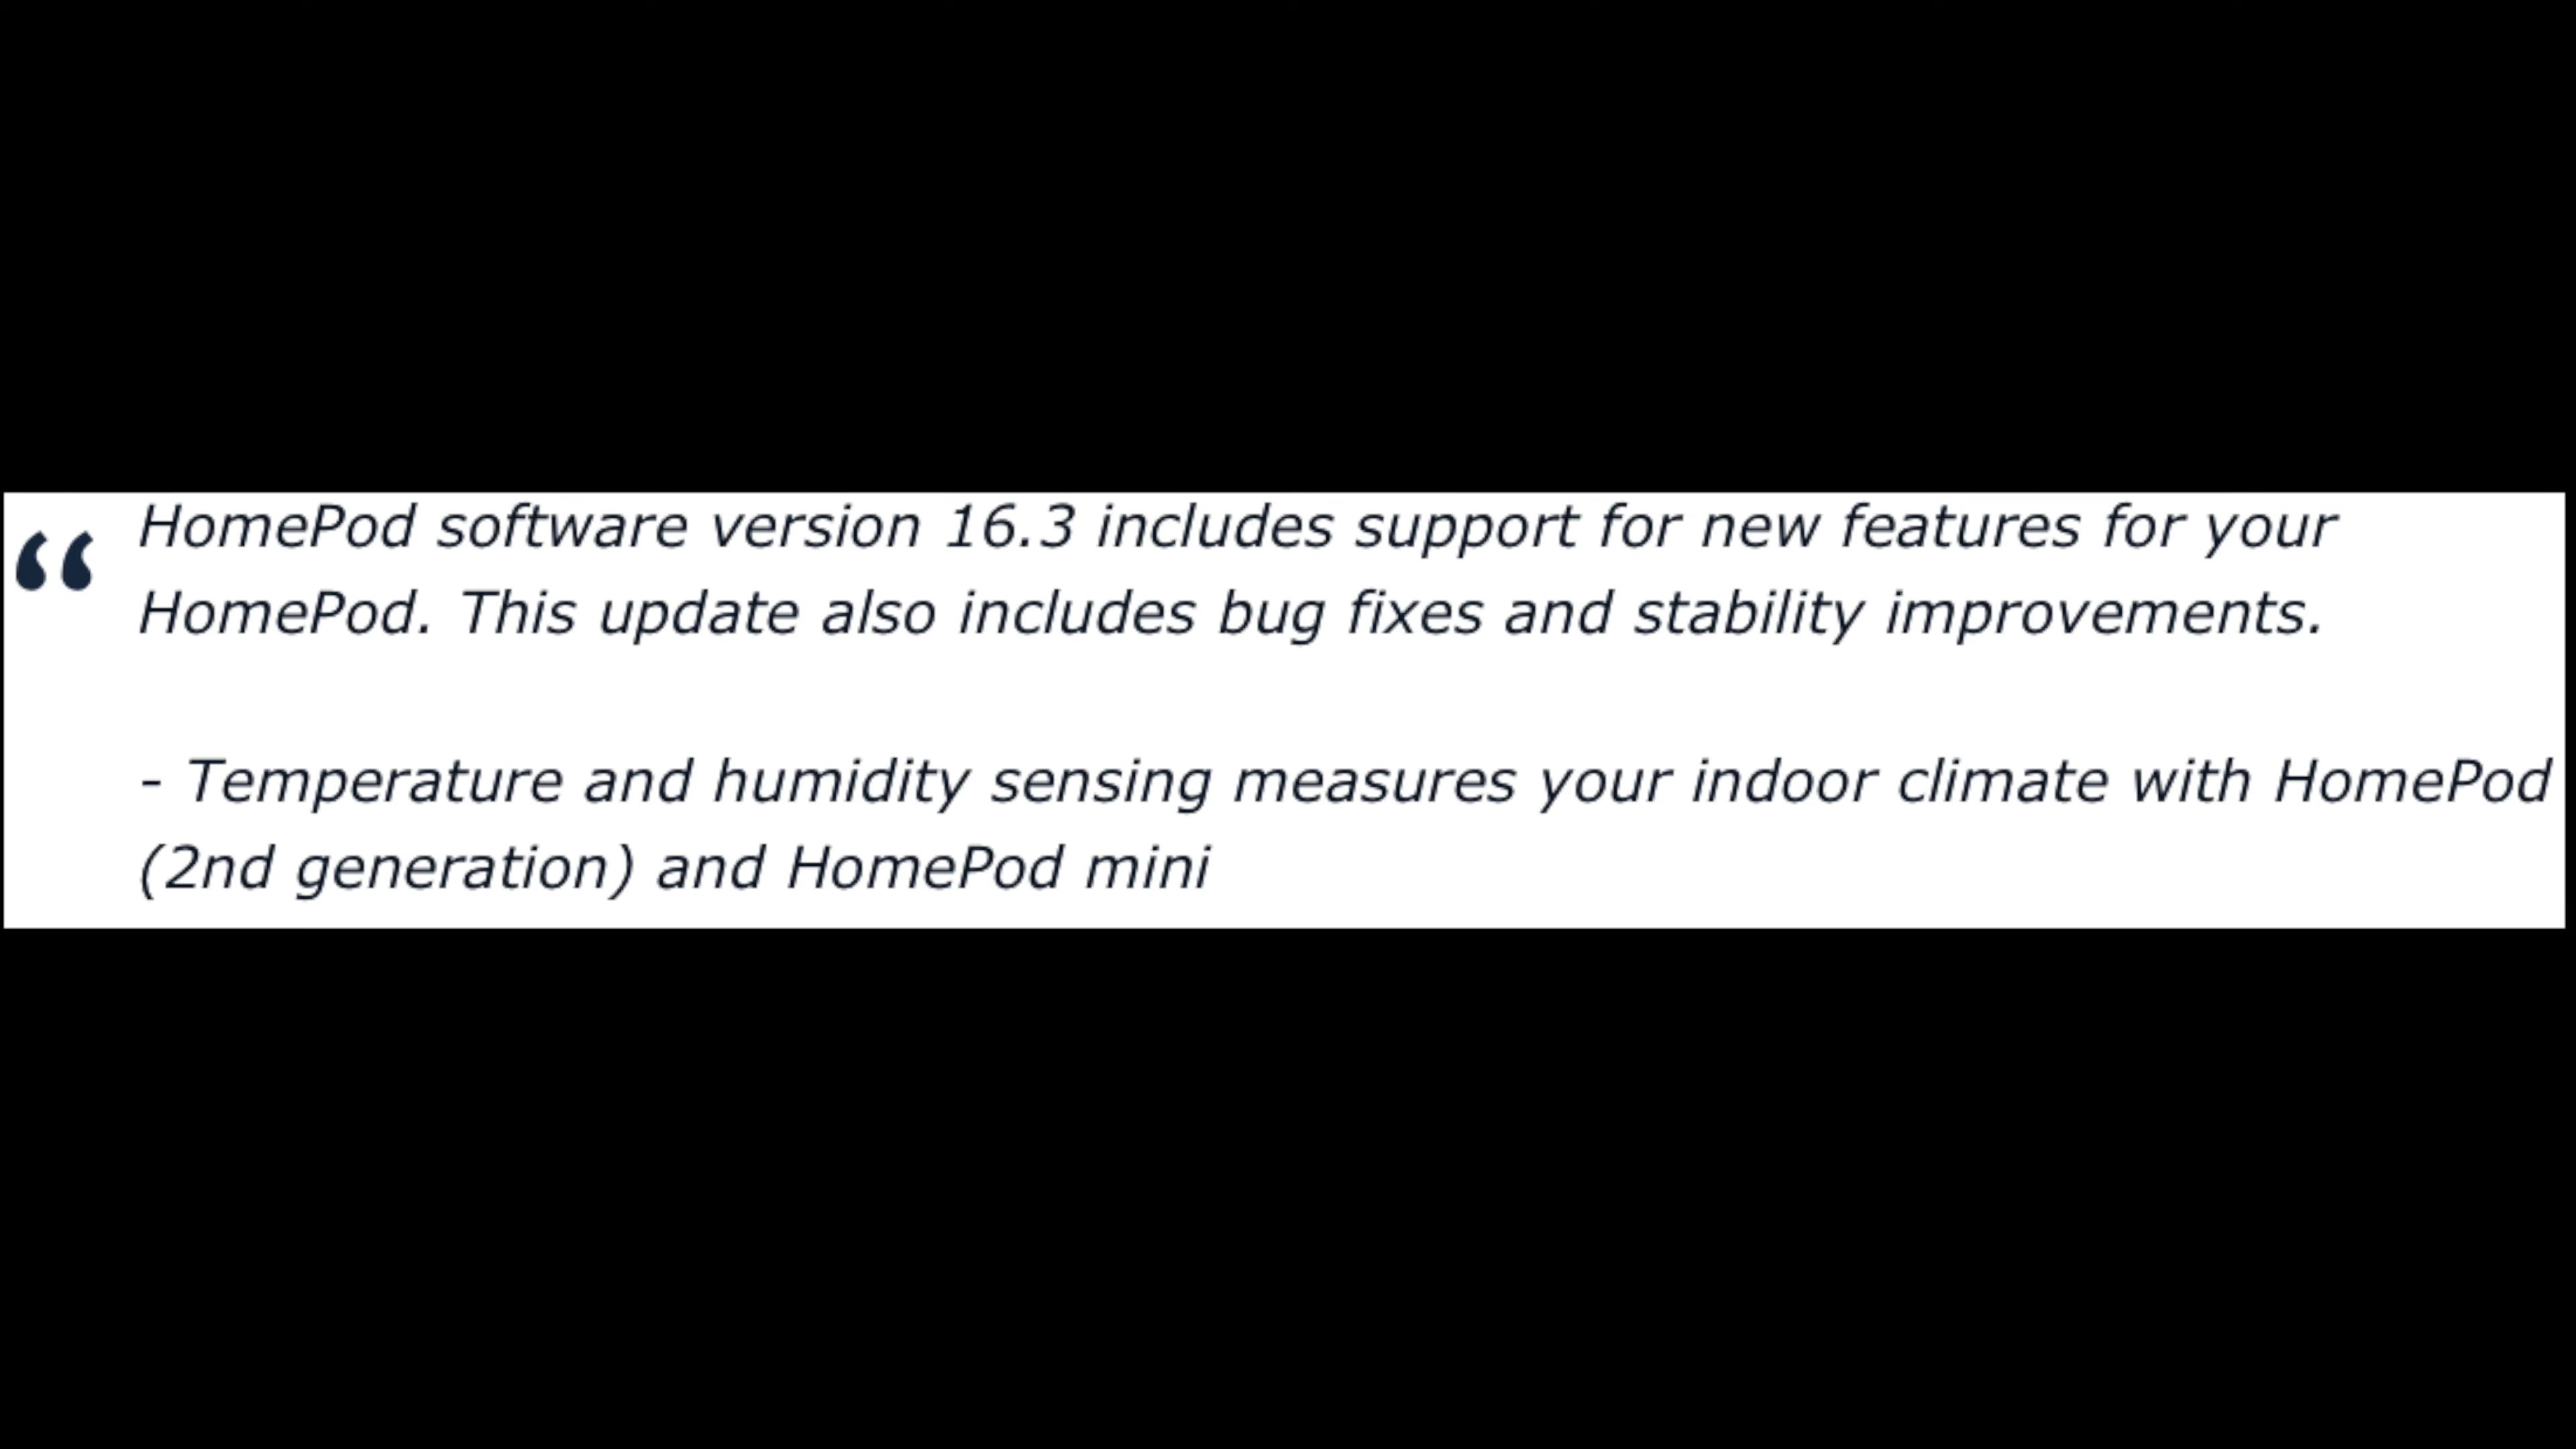 “ HomePod software version 16.3 includes support for new features for your
HomePod. This update also includes bug fixes and stability improvements.
- Temperature and humidity sensing measures your indoor climate with HomePod
(2nd generation) and HomePod mini